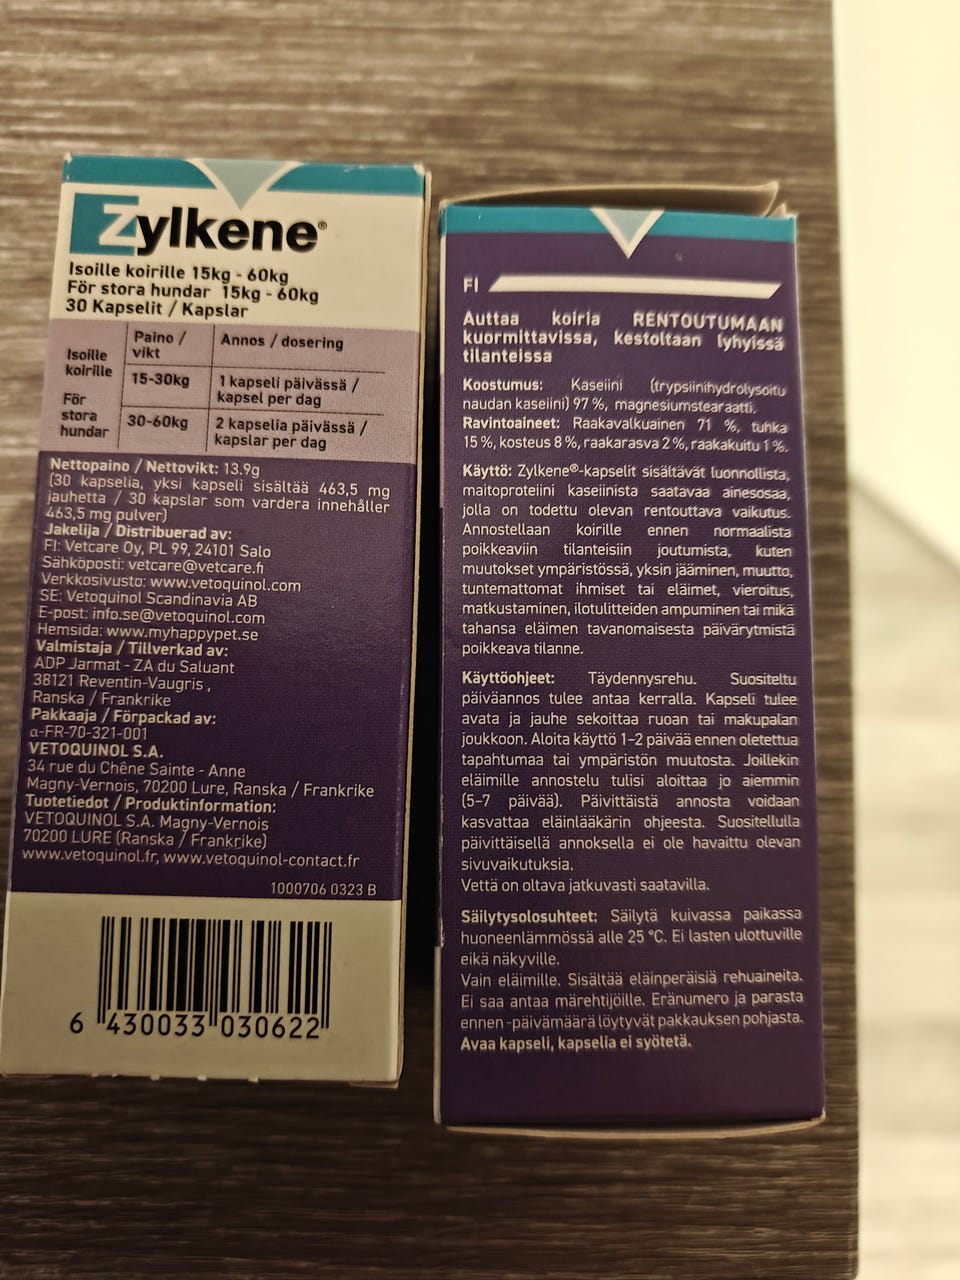 Zylkene®
Isoille koirille 15kg - 60kg
För stora hundar 15kg - 60kg
30 Kapselit / Kapslar
Isoille koirille
För stora hundar
Paino / vikt
Annos / dosering
15-30kg
1 kapseli päivässä / kapsel per dag
30-60kg
2 kapselia päivässä / kapslar per dag
Nettopaino / Nettovikt: 13.9g
(30 kapselia, yksi kapseli sisältää 463,5 mg
jauhetta / 30 kapslar som vardera innehåller
463,5 mg pulver)
Jakelija / Distribuerad av:
FI: Vetcare Oy, PL 99, 24101 Salo
Sähköposti: vetcare@vetcare.fi
Verkkosivusto: www.vetoquinol.com
SE: Vetoquinol Scandinavia AB
E-post: info.se@vetoquinol.com
Hemsida: www.myhappypet.se
Valmistaja / Tillverkad av:
ADP Jarmat - ZA du Saluant
38121 Reventin-Vaugris ,
Ranska / Frankrike
Pakkaaja / Förpackad av:
α-FR-70-321-001
VETOQUINOL S.A.
34 rue du Chêne Sainte - Anne
Magny-Vernois, 70200 Lure, Ranska / Frankrike
Tuotetiedot / Produktinformation:
VETOQUINOL S.A. Magny-Vernois
70200 LURE (Ranska / Frankrike)
www.vetoquinol.fr, www.vetoquinol-contact.fr
1000706 0323 B
6 430033 030622
FI
Auttaa koiria RENTOUTUMAAN
kuormittavissa, kestoltaan lyhyissä
tilanteissa
Koostumus: Kaseiini (trypsiinihydrolysoitu
naudan kaseiini) 97 %, magnesiumstearaatti.
Ravintoaineet: Raakavalkuainen 71 %, tuhka
15 %, kosteus 8 %, raakarasva 2 %, raakakuitu 1 %.
Käyttö: Zylkene®-kapselit sisältävät luonnollista,
maitoproteiini kaseiinista saatavaa ainesosaa,
jolla on todettu olevan rentouttava vaikutus.
Annostellaan koirille ennen normaalista
poikkeaviin tilanteisiin joutumista, kuten
muutokset ympäristössä, yksin jääminen, muutto,
tuntemattomat ihmiset tai eläimet, vieroitus,
matkustaminen, ilotulitteiden ampuminen tai mikä
tahansa eläimen tavanomaisesta päivärytmistä
poikkeava tilanne.
Käyttöohjeet: Täydennysrehu. Suositeltu
päiväannos tulee antaa kerralla. Kapseli tulee
avata ja jauhe sekoittaa ruoan tai makupalan
joukkoon. Aloita käyttö 1-2 päivää ennen oletettua
tapahtumaa tai ympäristön muutosta. Joillekin
eläimille annostelu tulisi aloittaa jo aiemmin
(5-7 päivää). Päivittäistä annosta voidaan
kasvattaa eläinlääkärin ohjeesta. Suositellulla
päivittäisellä annoksella ei ole havaittu olevan
sivuvaikutuksia.
Vettä on oltava jatkuvasti saatavilla.
Säilytysolosuhteet: Säilytä kuivassa paikassa
huoneenlämmössä alle 25 °C. Ei lasten ulottuville
eikä näkyville.
Vain eläimille. Sisältää eläinperäisiä rehuaineita.
Ei saa antaa märehtijöille. Eränumero ja parasta
ennen -päivämäärä löytyvät pakkauksen pohjasta.
Avaa kapseli, kapselia ei syötetä.